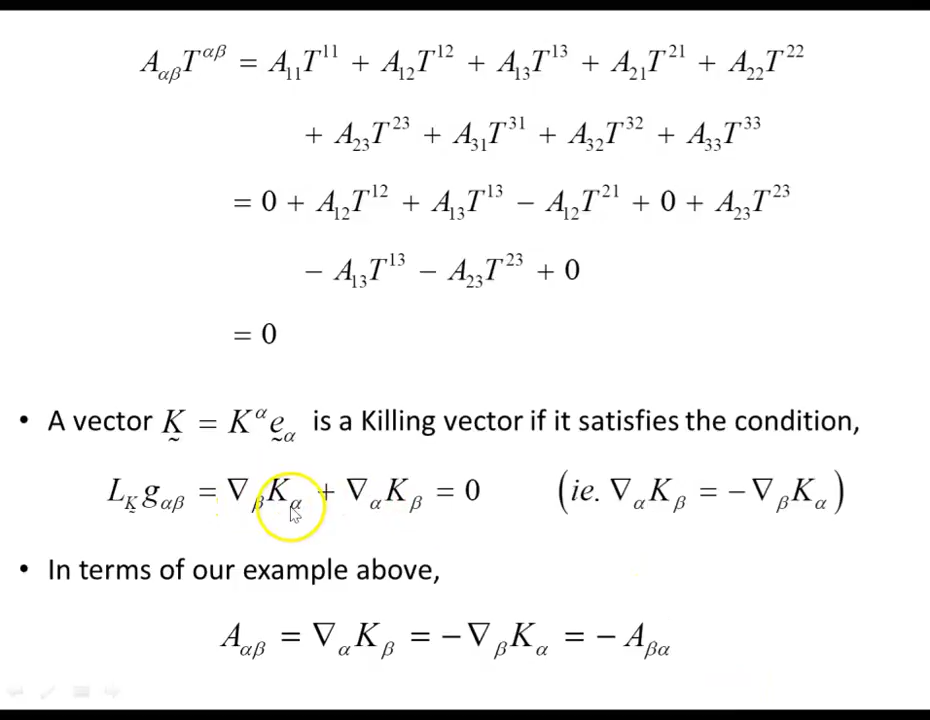 A_{αβ}T^{αβ} = A_{11}T^{11} + A_{12}T^{12} + A_{13}T^{13} + A_{21}T^{21} + A_{22}T^{22}
+ A_{23}T^{23} + A_{31}T^{31} + A_{32}T^{32} + A_{33}T^{33}
= 0 + A_{12}T^{12} + A_{13}T^{13} − A_{12}T^{21} + 0 + A_{23}T^{23}
− A_{13}T^{13} − A_{23}T^{23} + 0
= 0
• A vector K̰ = K^α ḛ_α is a Killing vector if it satisfies the condition,
L_{K̰} g_{αβ} = ∇_β K_α + ∇_α K_β = 0 (ie. ∇_α K_β = −∇_β K_α)
• In terms of our example above,
A_{αβ} = ∇_α K_β = −∇_β K_α = − A_{βα}